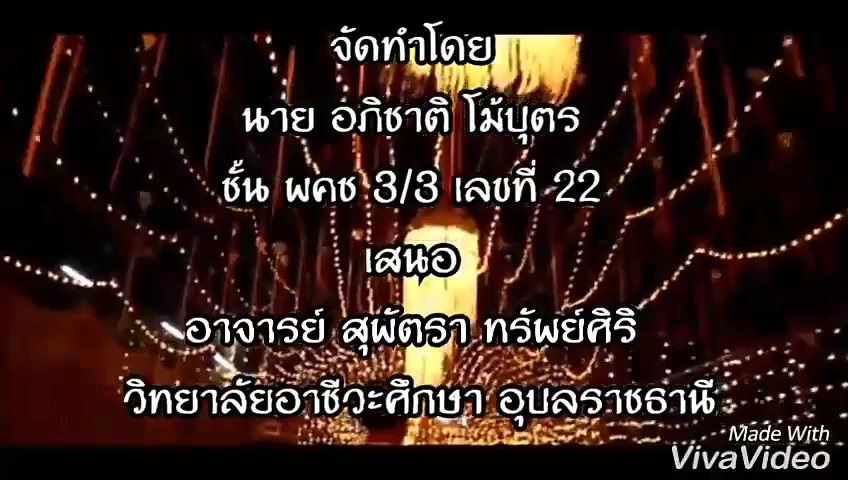 จัดทำโดย
นาย อภิชาติ โม้บุตร
ชั้น ผคช 3/3 เลขที่ 22
เสนอ
อาจารย์ สุพัตรา ทรัพย์ศิริ
วิทยาลัยอาชีวะศึกษา อุบลราชธานี
Made With
VivaVideo